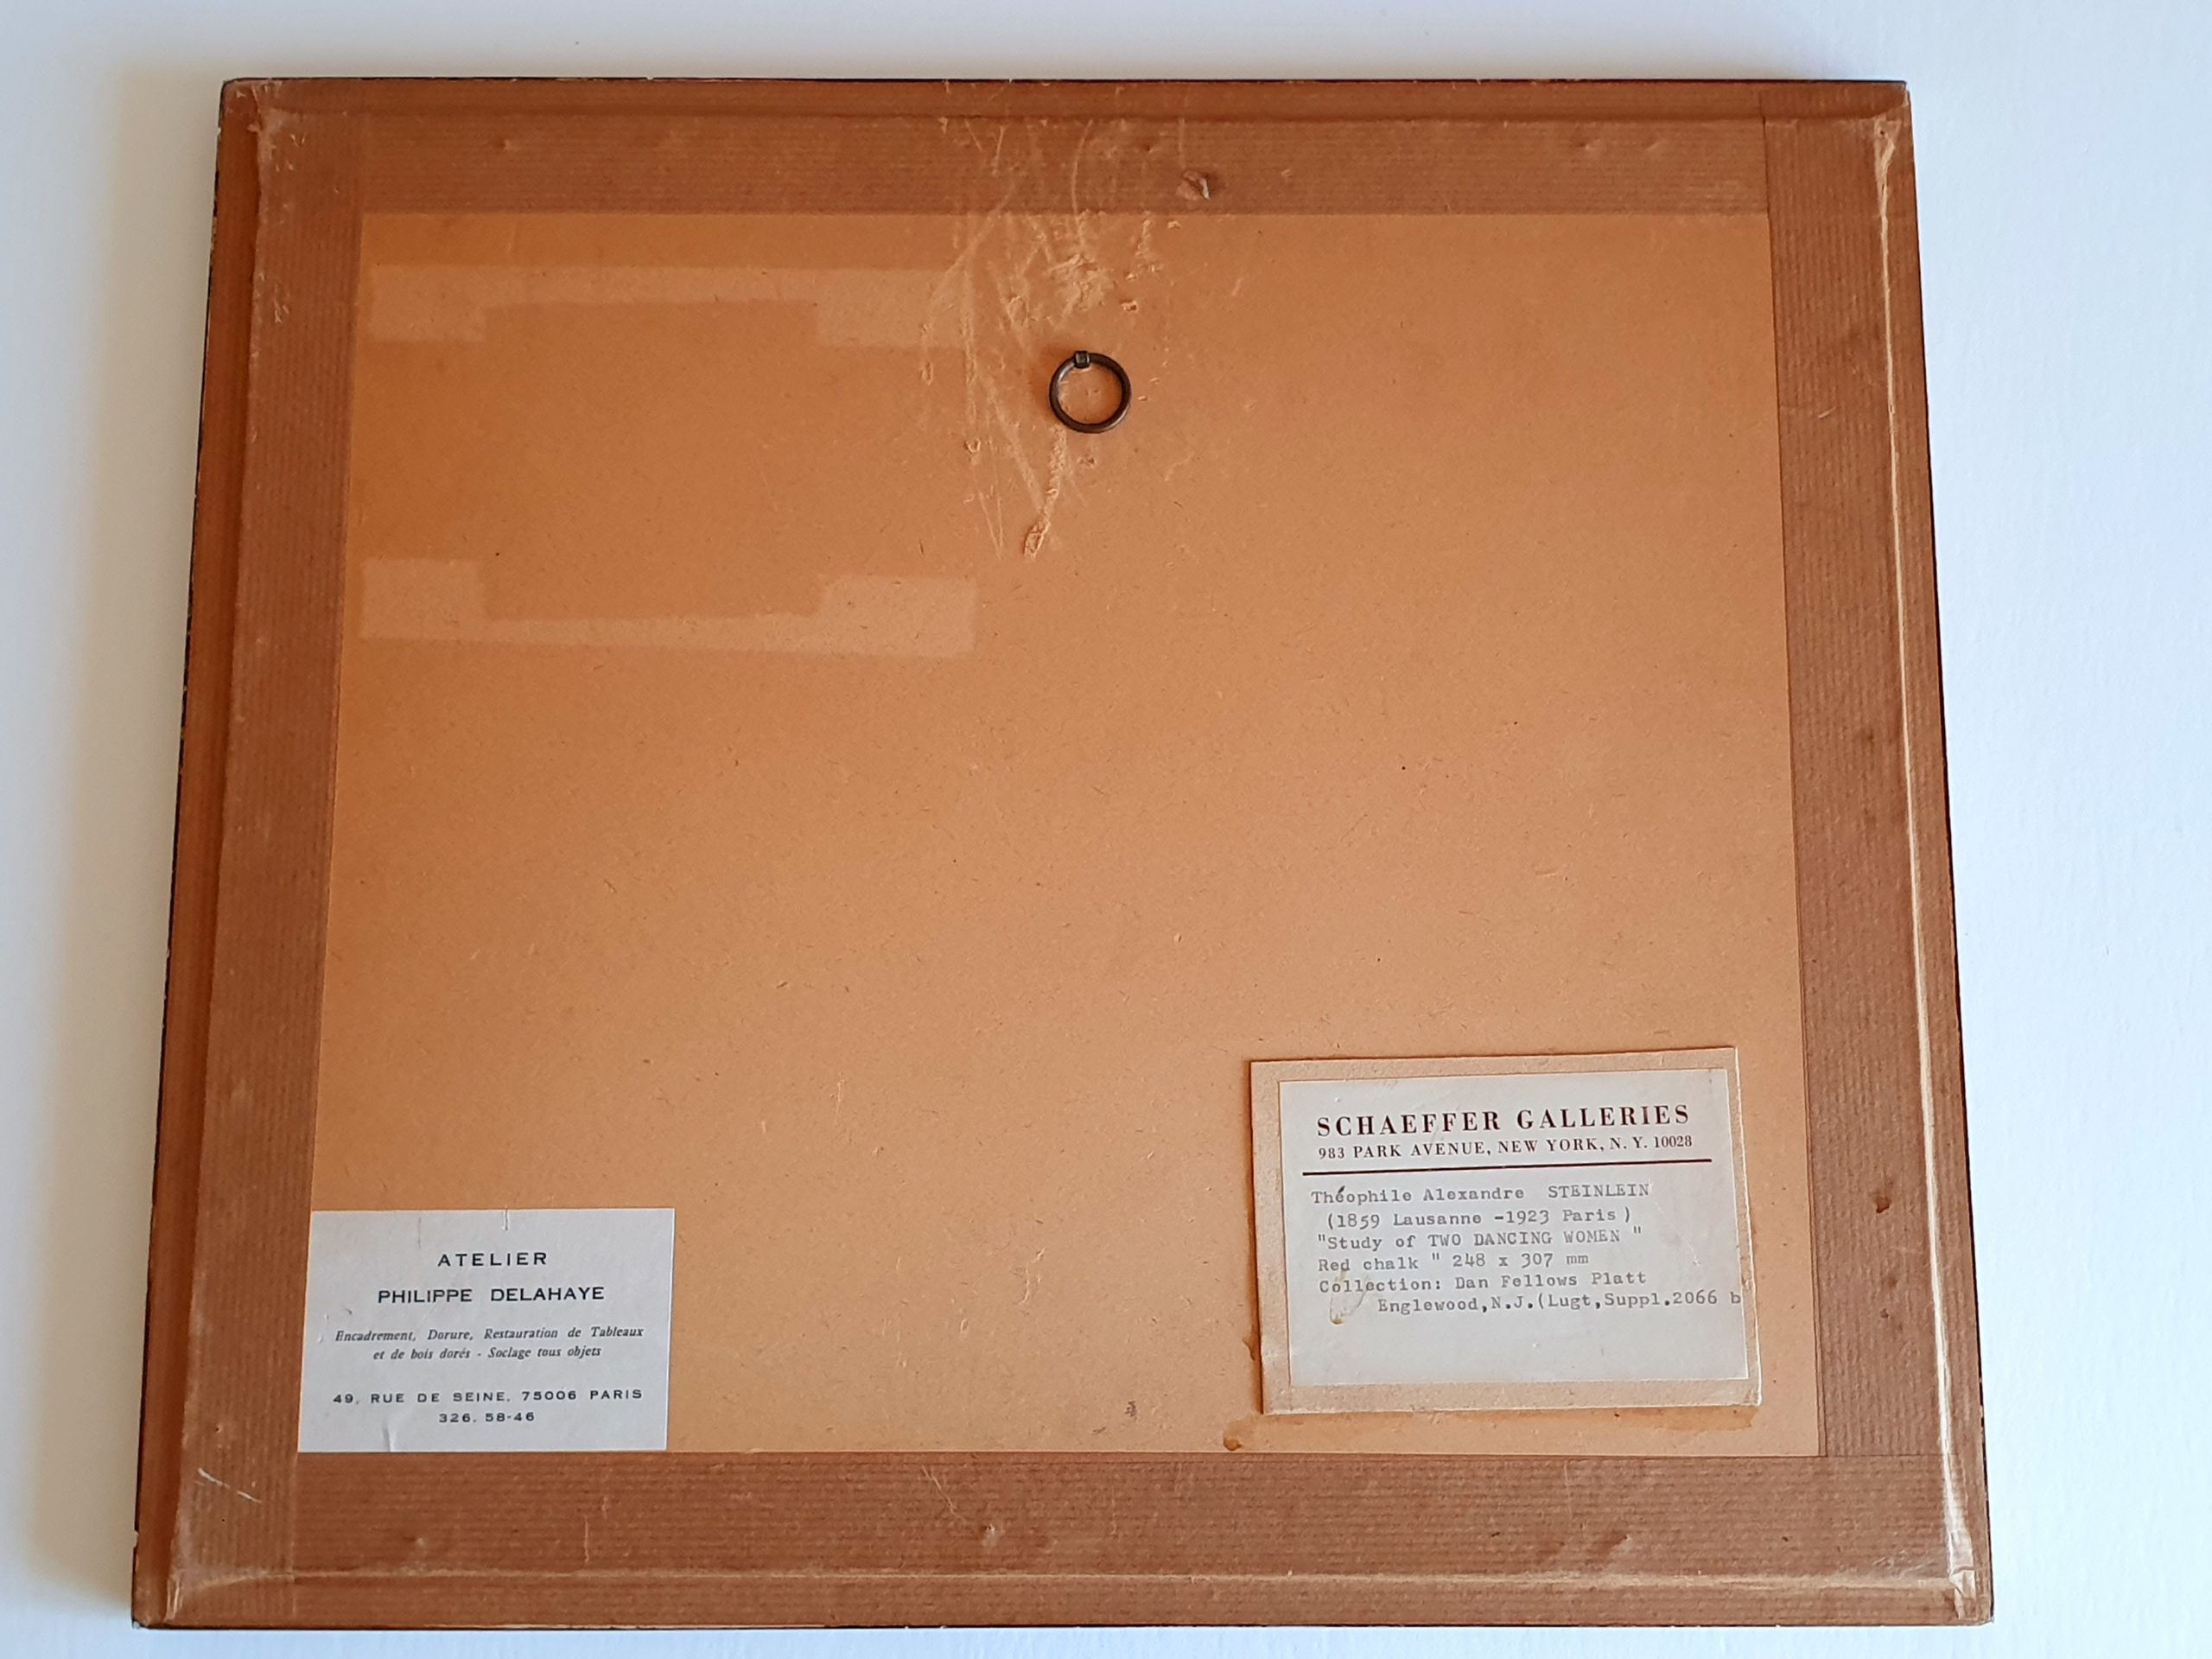 ATELIER
PHILIPPE DELAHAYE
Encadrement, Dorure, Restauration de Tableaux
et de bois dorés - Soclage tous objets
49, RUE DE SEINE, 75006 PARIS
326. 58-46
SCHAEFFER GALLERIES
983 PARK AVENUE, NEW YORK, N. Y. 10028
Théophile Alexandre STEINLEIN
(1859 Lausanne -1923 Paris )
"Study of TWO DANCING WOMEN "
Red chalk " 248 x 307 mm
Collection: Dan Fellows Platt
Englewood,N.J.(Lugt,Suppl.2066 b